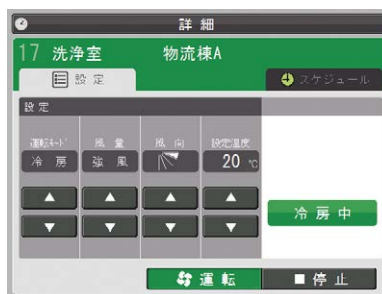 詳細
17 洗浄室 物流棟A
設定 スケジュール
設定
運転モード 風量 風向 設定温度
冷房 強風 20℃
冷房中
運転 ■停止